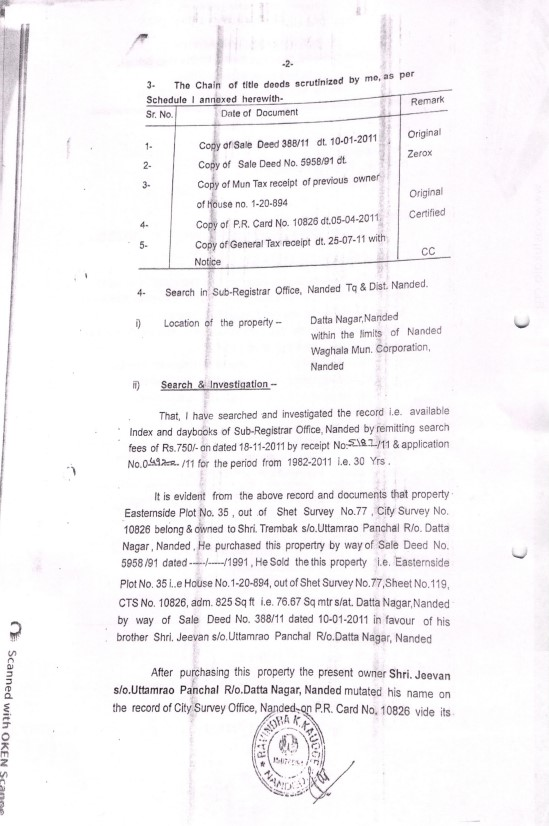 -2-
3- The Chain of title deeds scrutinized by me, as per
Schedule I annexed herewith-
Sr. No. Date of Document Remark
1- Copy of Sale Deed 388/11 dt. 10-01-2011 Original
2- Copy of Sale Deed No. 5958/91 dt. Zerox
3- Copy of Mun Tax receipt of previous owner
of house no. 1-20-894 Original
4- Copy of P.R. Card No. 10826 dt.05-04-2011 Certified
5- Copy of General Tax receipt dt. 25-07-11 with
Notice CC
4- Search in Sub-Registrar Office, Nanded Tq & Dist. Nanded.
i) Location of the property -- Datta Nagar,Nanded
within the limits of Nanded
Waghala Mun. Corporation,
Nanded
ii) Search & Investigation --
That, I have searched and investigated the record i.e. available
Index and daybooks of Sub-Registrar Office, Nanded by remitting search
fees of Rs.750/- on dated 18-11-2011 by receipt No. /11 & application
No. /11 for the period from 1982-2011 i.e. 30 Yrs .
It is evident from the above record and documents that property
Easternside Plot No. 35 , out of Shet Survey No.77 , City Survey No.
10826 belong & owned to Shri. Trembak s/o.Uttamrao Panchal R/o. Datta
Nagar , Nanded , He purchased this propertry by way of Sale Deed No.
5958 /91 dated -----/-----/1991 , He Sold the this property i.e. Easternside
Plot No. 35 i..e House No.1-20-894, out of Shet Survey No.77,Sheet No.119,
CTS No. 10826, adm. 825 Sq ft i.e. 76.67 Sq mtrs/at. Datta Nagar,Nanded
by way of Sale Deed No. 388/11 dated 10-01-2011 in favour of his
brother Shri. Jeevan s/o.Uttamrao Panchal R/o.Datta Nagar, Nanded
After purchasing this property the present owner Shri. Jeevan
s/o.Uttamrao Panchal R/o.Datta Nagar, Nanded mutated his name on
the record of City Survey Office, Nanded on P.R. Card No. 10826 vide its
RAVINDRA K. KAUDGE
NANDED
Scanned with OKEN Scanne